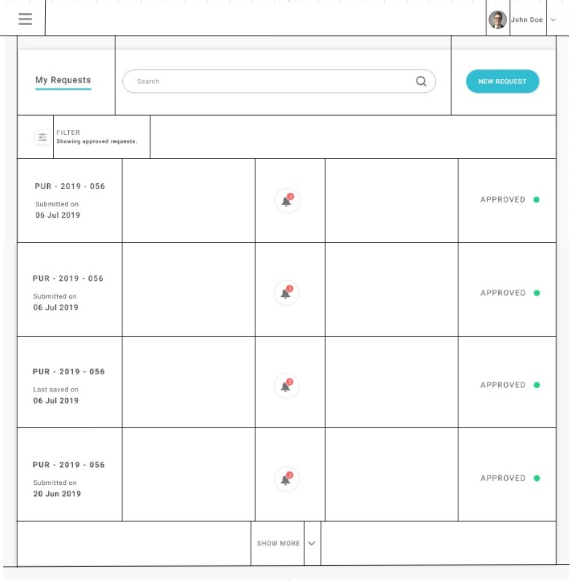 John Doe
My Requests
Search
NEW REQUEST
FILTER
Showing approved requests.
PUR - 2019 - 056
Submitted on
06 Jul 2019
APPROVED
PUR - 2019 - 056
Submitted on
06 Jul 2019
APPROVED
PUR - 2019 - 056
Last saved on
06 Jul 2019
APPROVED
PUR - 2019 - 056
Submitted on
20 Jun 2019
APPROVED
SHOW MORE